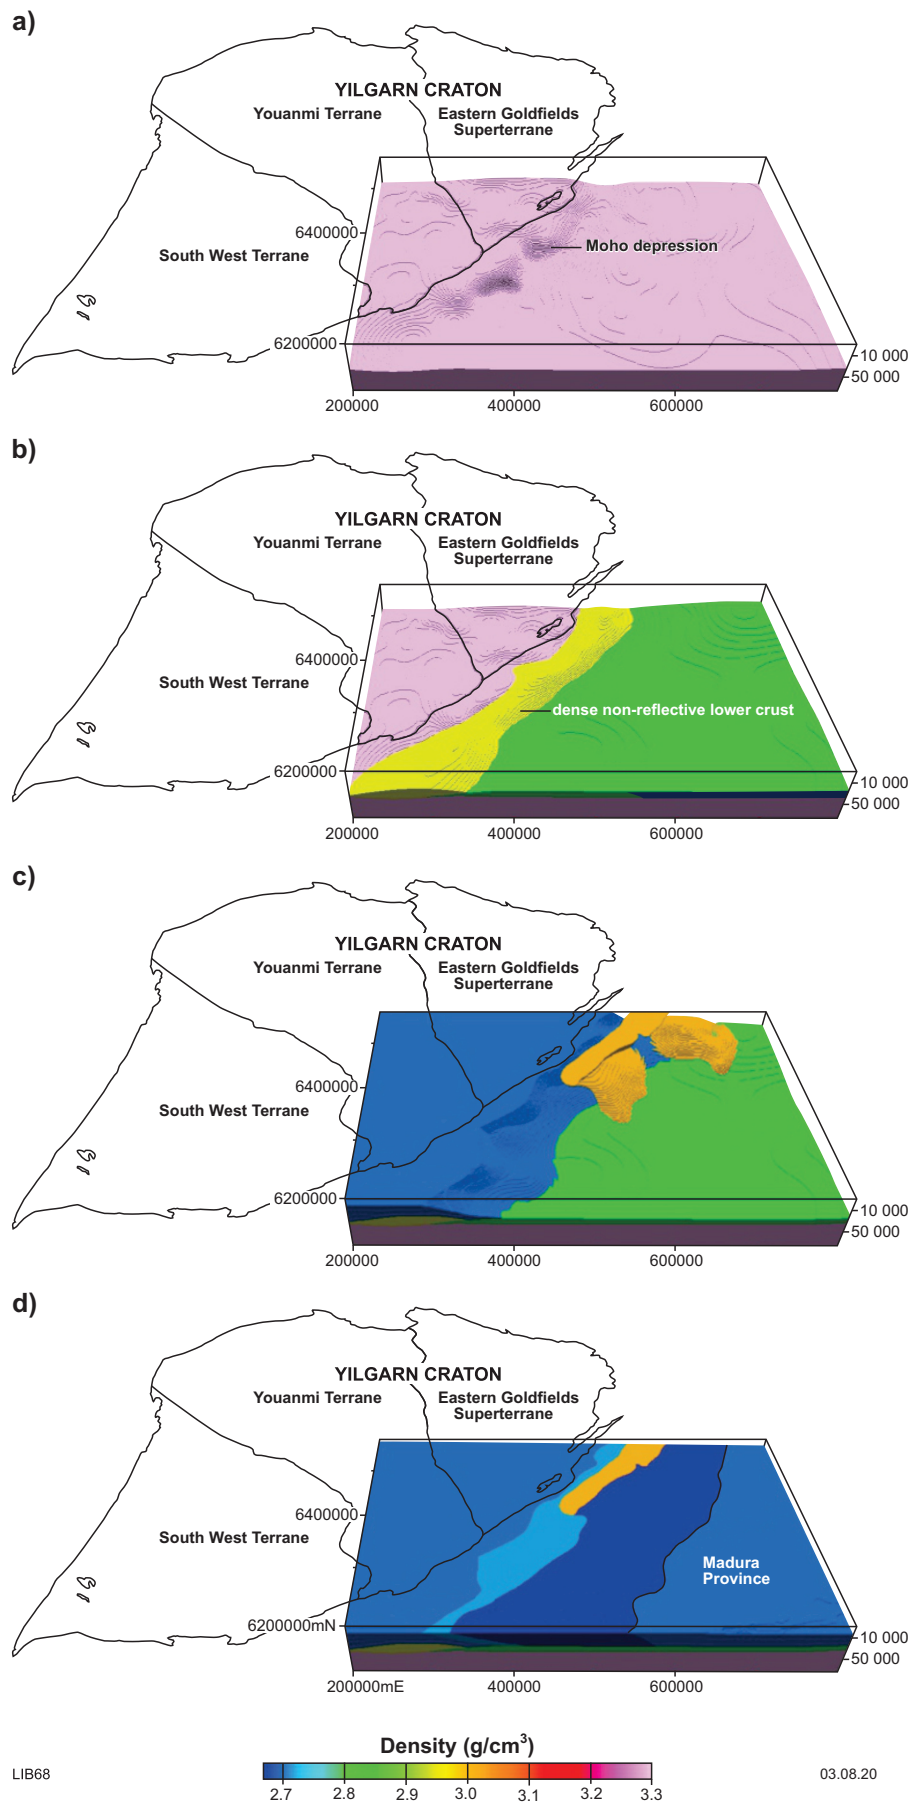 a)
YILGARN CRATON
Youanmi Terrane
Eastern Goldfields
Superterrane
6400000
South West Terrane
Moho depression
6200000
10 000
50 000
200000
400000
600000
b)
YILGARN CRATON
Youanmi Terrane
Eastern Goldfields
Superterrane
6400000
South West Terrane
dense non-reflective lower crust
6200000
10 000
50 000
200000
400000
600000
c)
YILGARN CRATON
Youanmi Terrane
Eastern Goldfields
Superterrane
6400000
South West Terrane
6200000
10 000
50 000
200000
400000
600000
d)
YILGARN CRATON
Youanmi Terrane
Eastern Goldfields
Superterrane
6400000
South West Terrane
Madura
Province
6200000mN
10 000
50 000
200000mE
400000
600000
Density (g/cm³)
LIB68
03.08.20
2.7 2.8 2.9 3.0 3.1 3.2 3.3